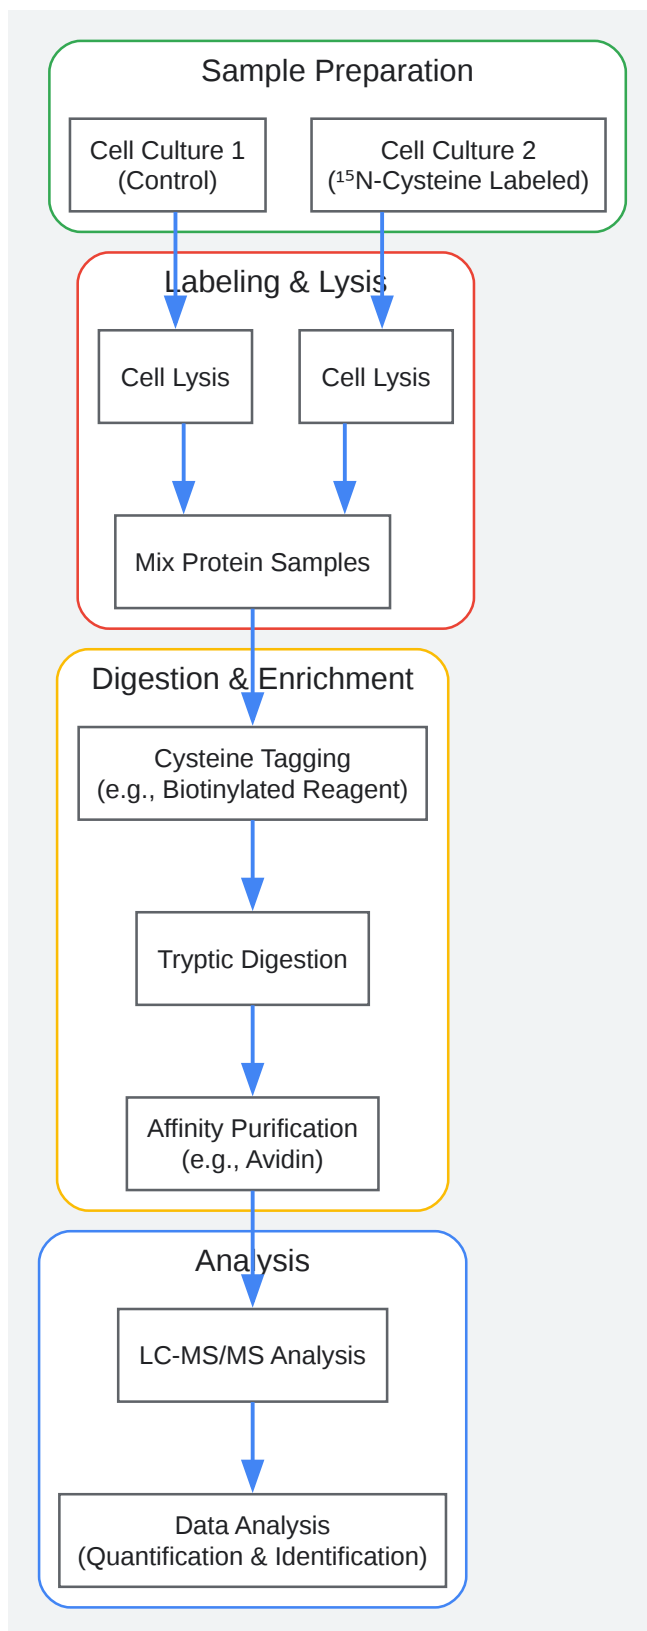 Sample Preparation
Cell Culture 1
(Control)
Cell Culture 2
(¹⁵N-Cysteine Labeled)
Labeling & Lysis
Cell Lysis
Cell Lysis
Mix Protein Samples
Digestion & Enrichment
Cysteine Tagging
(e.g., Biotinylated Reagent)
Tryptic Digestion
Affinity Purification
(e.g., Avidin)
Analysis
LC-MS/MS Analysis
Data Analysis
(Quantification & Identification)